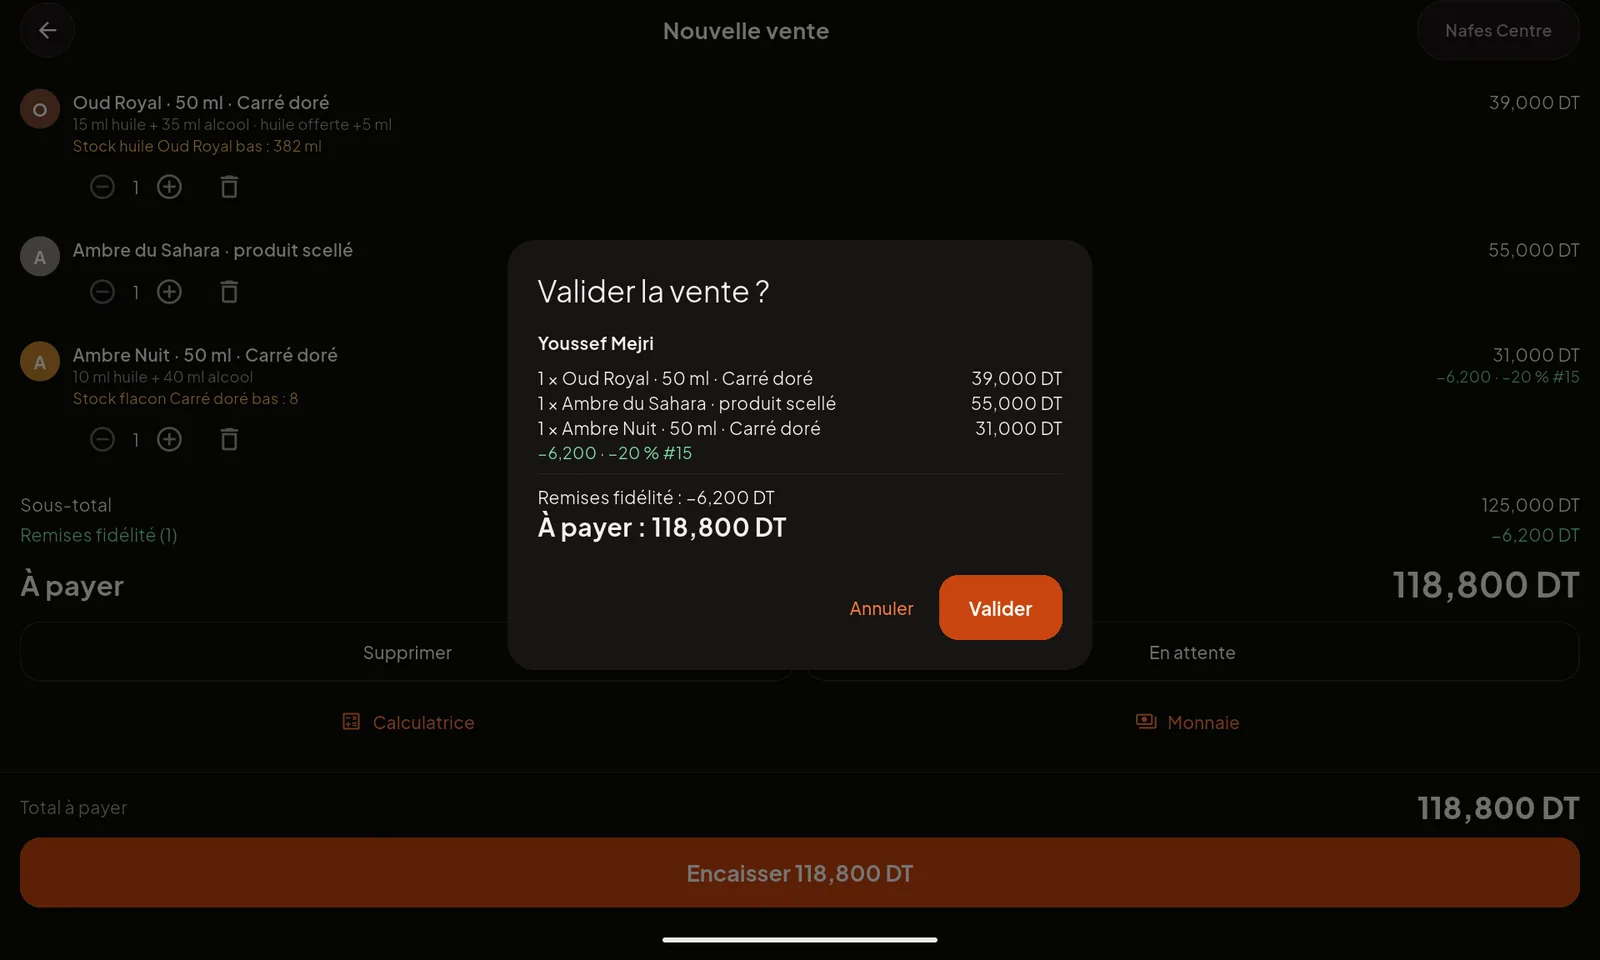 Nouvelle vente
Nafes Centre
O
Oud Royal · 50 ml · Carré doré
39,000 DT
15 ml huile + 35 ml alcool · huile offerte +5 ml
Stock huile Oud Royal bas : 382 ml
1
A
Ambre du Sahara · produit scellé
55,000 DT
1
A
Ambre Nuit · 50 ml · Carré doré
31,000 DT
10 ml huile + 40 ml alcool
−6,200 · −20 % #15
Stock flacon Carré doré bas : 8
1
Sous-total
125,000 DT
Remises fidélité (1)
−6,200 DT
À payer
118,800 DT
Supprimer
En attente
Calculatrice
Monnaie
Total à payer
118,800 DT
Encaisser 118,800 DT
Valider la vente ?
Youssef Mejri
1 × Oud Royal · 50 ml · Carré doré 39,000 DT
1 × Ambre du Sahara · produit scellé 55,000 DT
1 × Ambre Nuit · 50 ml · Carré doré 31,000 DT
−6,200 · −20 % #15
Remises fidélité : −6,200 DT
À payer : 118,800 DT
Annuler
Valider